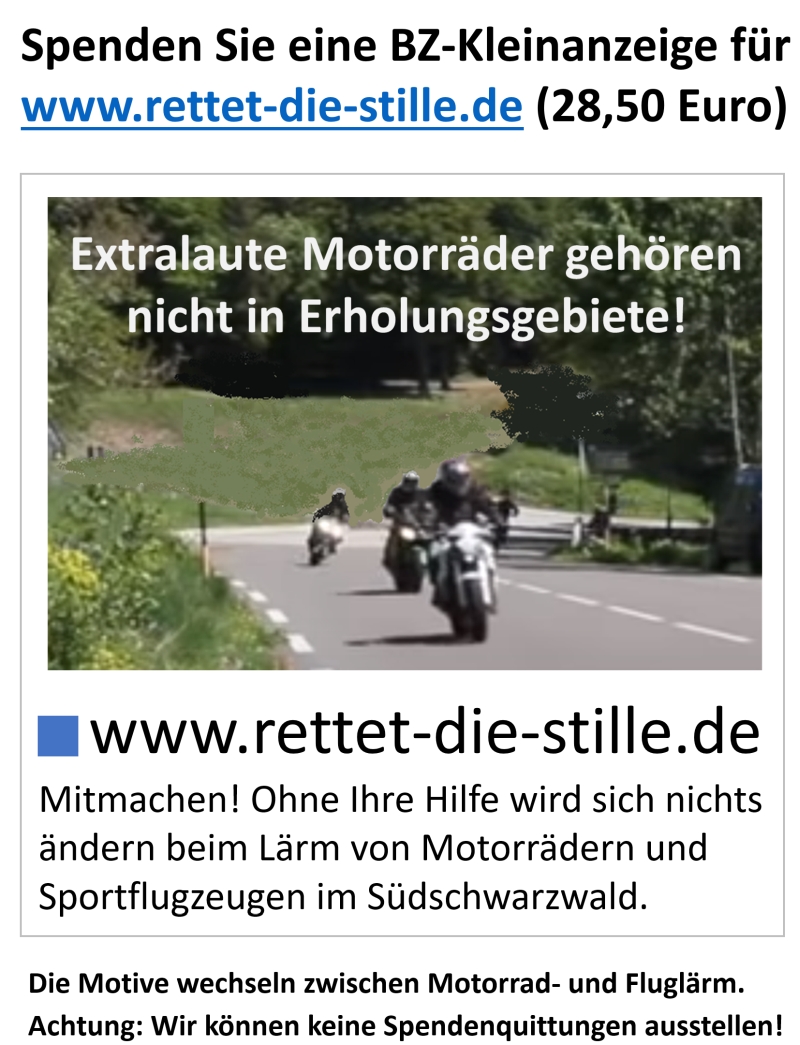 Spenden Sie eine BZ-Kleinanzeige für
www.rettet-die-stille.de (28,50 Euro)
Extralaute Motorräder gehören
nicht in Erholungsgebiete!
www.rettet-die-stille.de
Mitmachen! Ohne Ihre Hilfe wird sich nichts
ändern beim Lärm von Motorrädern und
Sportflugzeugen im Südschwarzwald.
Die Motive wechseln zwischen Motorrad- und Fluglärm.
Achtung: Wir können keine Spendenquittungen ausstellen!